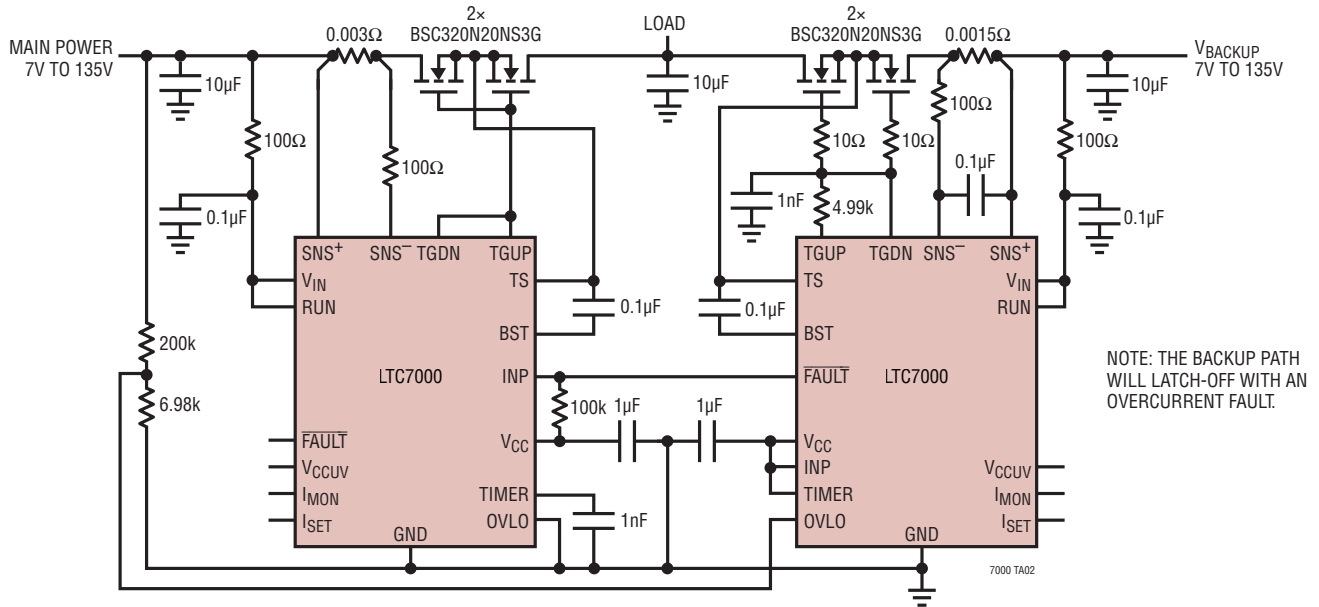 MAIN POWER
7V TO 135V
0.003Ω
2×
BSC320N20NS3G
LOAD
2×
BSC320N20NS3G
0.0015Ω
VBACKUP
7V TO 135V
10µF
10µF
10µF
100Ω
100Ω
10Ω
10Ω
100Ω
100Ω
0.1µF
1nF
4.99k
0.1µF
0.1µF
SNS+
SNS–
TGDN
TGUP
TGUP
TGDN
SNS–
SNS+
VIN
TS
TS
VIN
RUN
0.1µF
0.1µF
RUN
BST
BST
200k
LTC7000
INP
FAULT
LTC7000
NOTE: THE BACKUP PATH
WILL LATCH-OFF WITH AN
OVERCURRENT FAULT.
6.98k
100k
1µF
1µF
FAULT
VCC
VCC
VCCUV
INP
VCCUV
IMON
TIMER
TIMER
IMON
ISET
OVLO
1nF
OVLO
ISET
GND
GND
7000 TA02